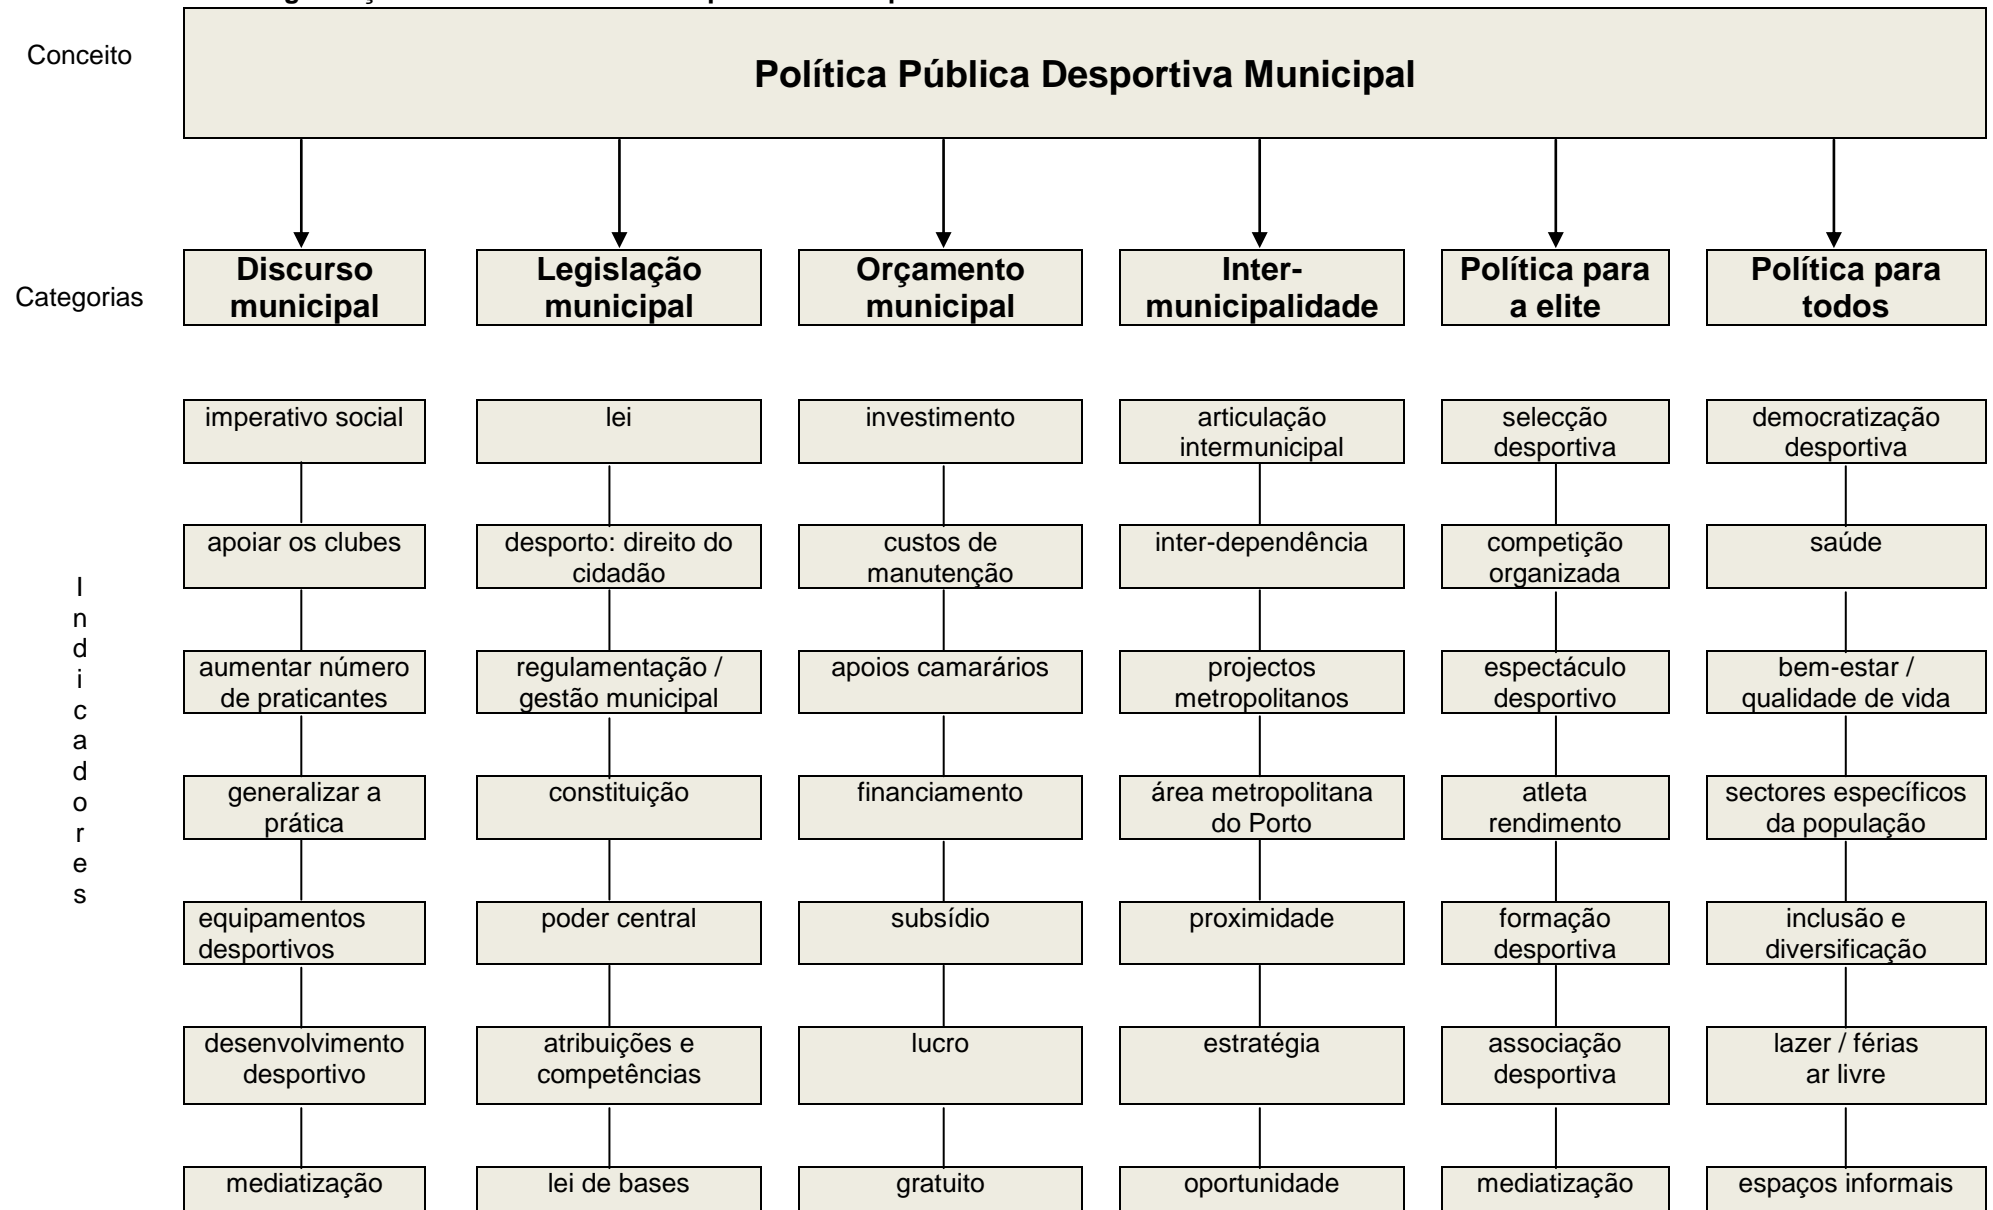 Conceito
Política Pública Desportiva Municipal
Categorias
Discurso
municipal
Legislação
municipal
Orçamento
municipal
Inter-
municipalidade
Política para
a elite
Política para
todos
Indicadores
imperativo social
lei
investimento
articulação
intermunicipal
selecção
desportiva
democratização
desportiva
apoiar os clubes
desporto: direito do
cidadão
custos de
manutenção
inter-dependência
competição
organizada
saúde
aumentar número
de praticantes
regulamentação /
gestão municipal
apoios camarários
projectos
metropolitanos
espectáculo
desportivo
bem-estar /
qualidade de vida
generalizar a
prática
constituição
financiamento
área metropolitana
do Porto
atleta
rendimento
sectores específicos
da população
equipamentos
desportivos
poder central
subsídio
proximidade
formação
desportiva
inclusão e
diversificação
desenvolvimento
desportivo
atribuições e
competências
lucro
estratégia
associação
desportiva
lazer / férias
ar livre
mediatização
lei de bases
gratuito
oportunidade
mediatização
espaços informais